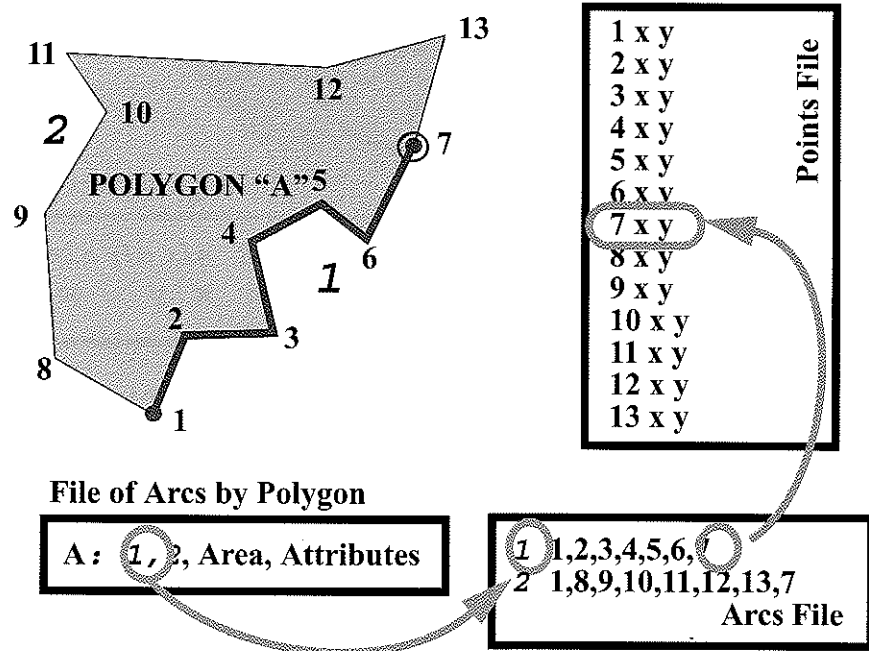 13
11
12
10
2
7
POLYGON “A”
5
9
4
6
1
2
3
8
1
Points File
1 x y
2 x y
3 x y
4 x y
5 x y
6 x y
7 x y
8 x y
9 x y
10 x y
11 x y
12 x y
13 x y
File of Arcs by Polygon
A: 1, 2, Area, Attributes
1 1,2,3,4,5,6,7
2 1,8,9,10,11,12,13,7
Arcs File